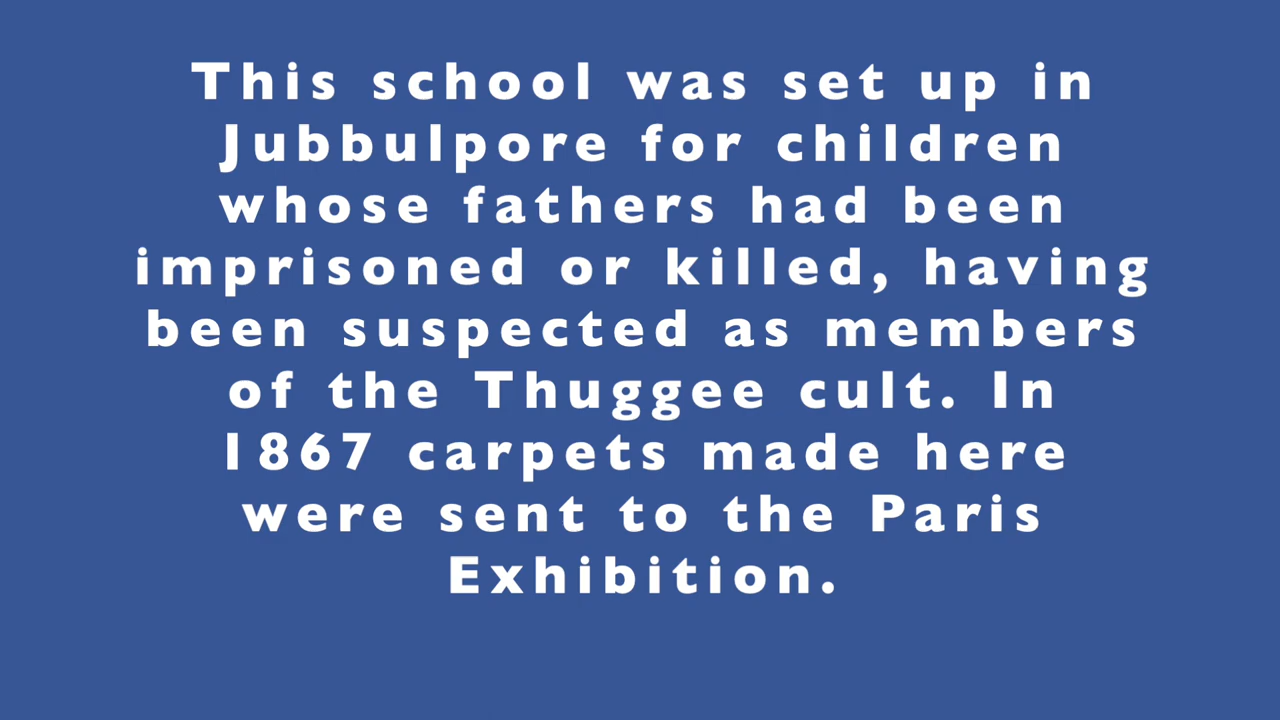 This school was set up in
Jubbulpore for children
whose fathers had been
imprisoned or killed, having
been suspected as members
of the Thuggee cult. In
1867 carpets made here
were sent to the Paris
Exhibition.